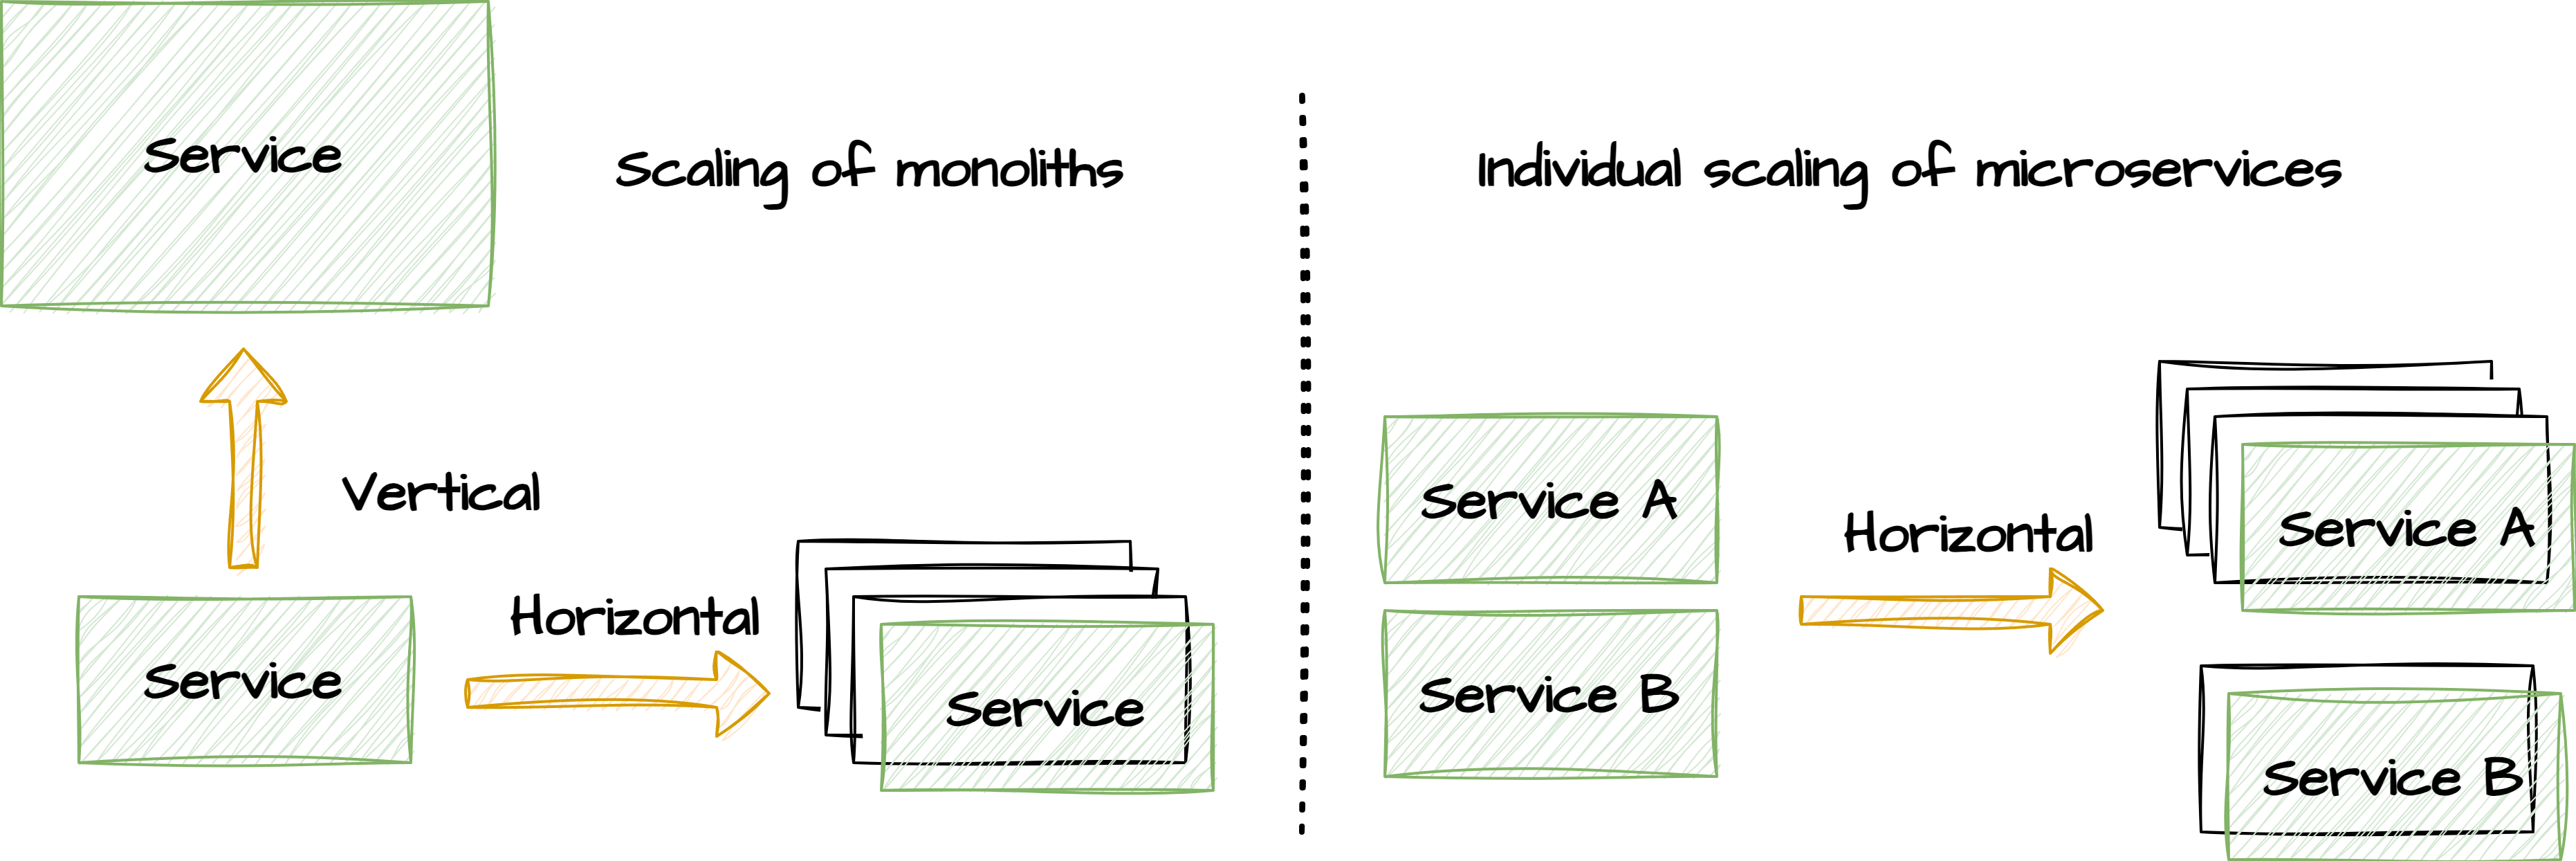 Service
Scaling of monoliths
Vertical
Horizontal
Service
Service
Individual scaling of microservices
Service A
Service B
Horizontal
Service A
Service B